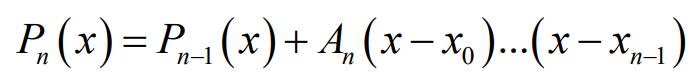 Pₙ(x) = Pₙ₋₁(x) + Aₙ(x − x₀)...(x − xₙ₋₁)